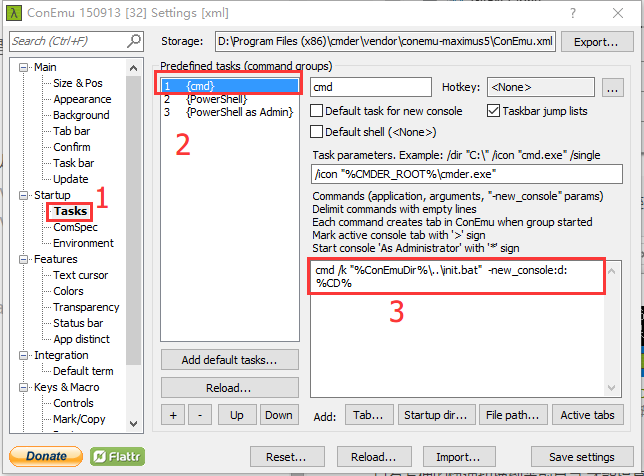 ConEmu 150913 [32] Settings [xml]
Search (Ctrl+F)
Storage:
D:\Program Files (x86)\cmder\vendor\conemu-maximus5\ConEmu.xml
Export...
Main
Size & Pos
Appearance
Background
Tab bar
Confirm
Task bar
Update
Startup
1
Tasks
ComSpec
Environment
Features
Text cursor
Colors
Transparency
Status bar
App distinct
Integration
Default term
Keys & Macro
Controls
Mark/Copy
Predefined tasks (command groups)
1 {cmd}
2 {PowerShell}
3 {PowerShell as Admin}
2
cmd
Hotkey:
<None>
...
Default task for new console
Taskbar jump lists
Default shell (<None>)
Task parameters. Example: /dir "C:\" /icon "cmd.exe" /single
/icon "%CMDER_ROOT%\cmder.exe"
Commands (application, arguments, "-new_console" params)
Delimit commands with empty lines
Each command creates tab in ConEmu when group started
Mark active console tab with '>' sign
Start console 'As Administrator' with '*' sign
cmd /k "%ConEmuDir%\..\init.bat" -new_console:d:
%CD%
3
Add default tasks...
Reload...
+
-
Up
Down
Add:
Tab...
Startup dir...
File path...
Active tabs
Donate
Flattr
Reset...
Reload...
Import...
Save settings